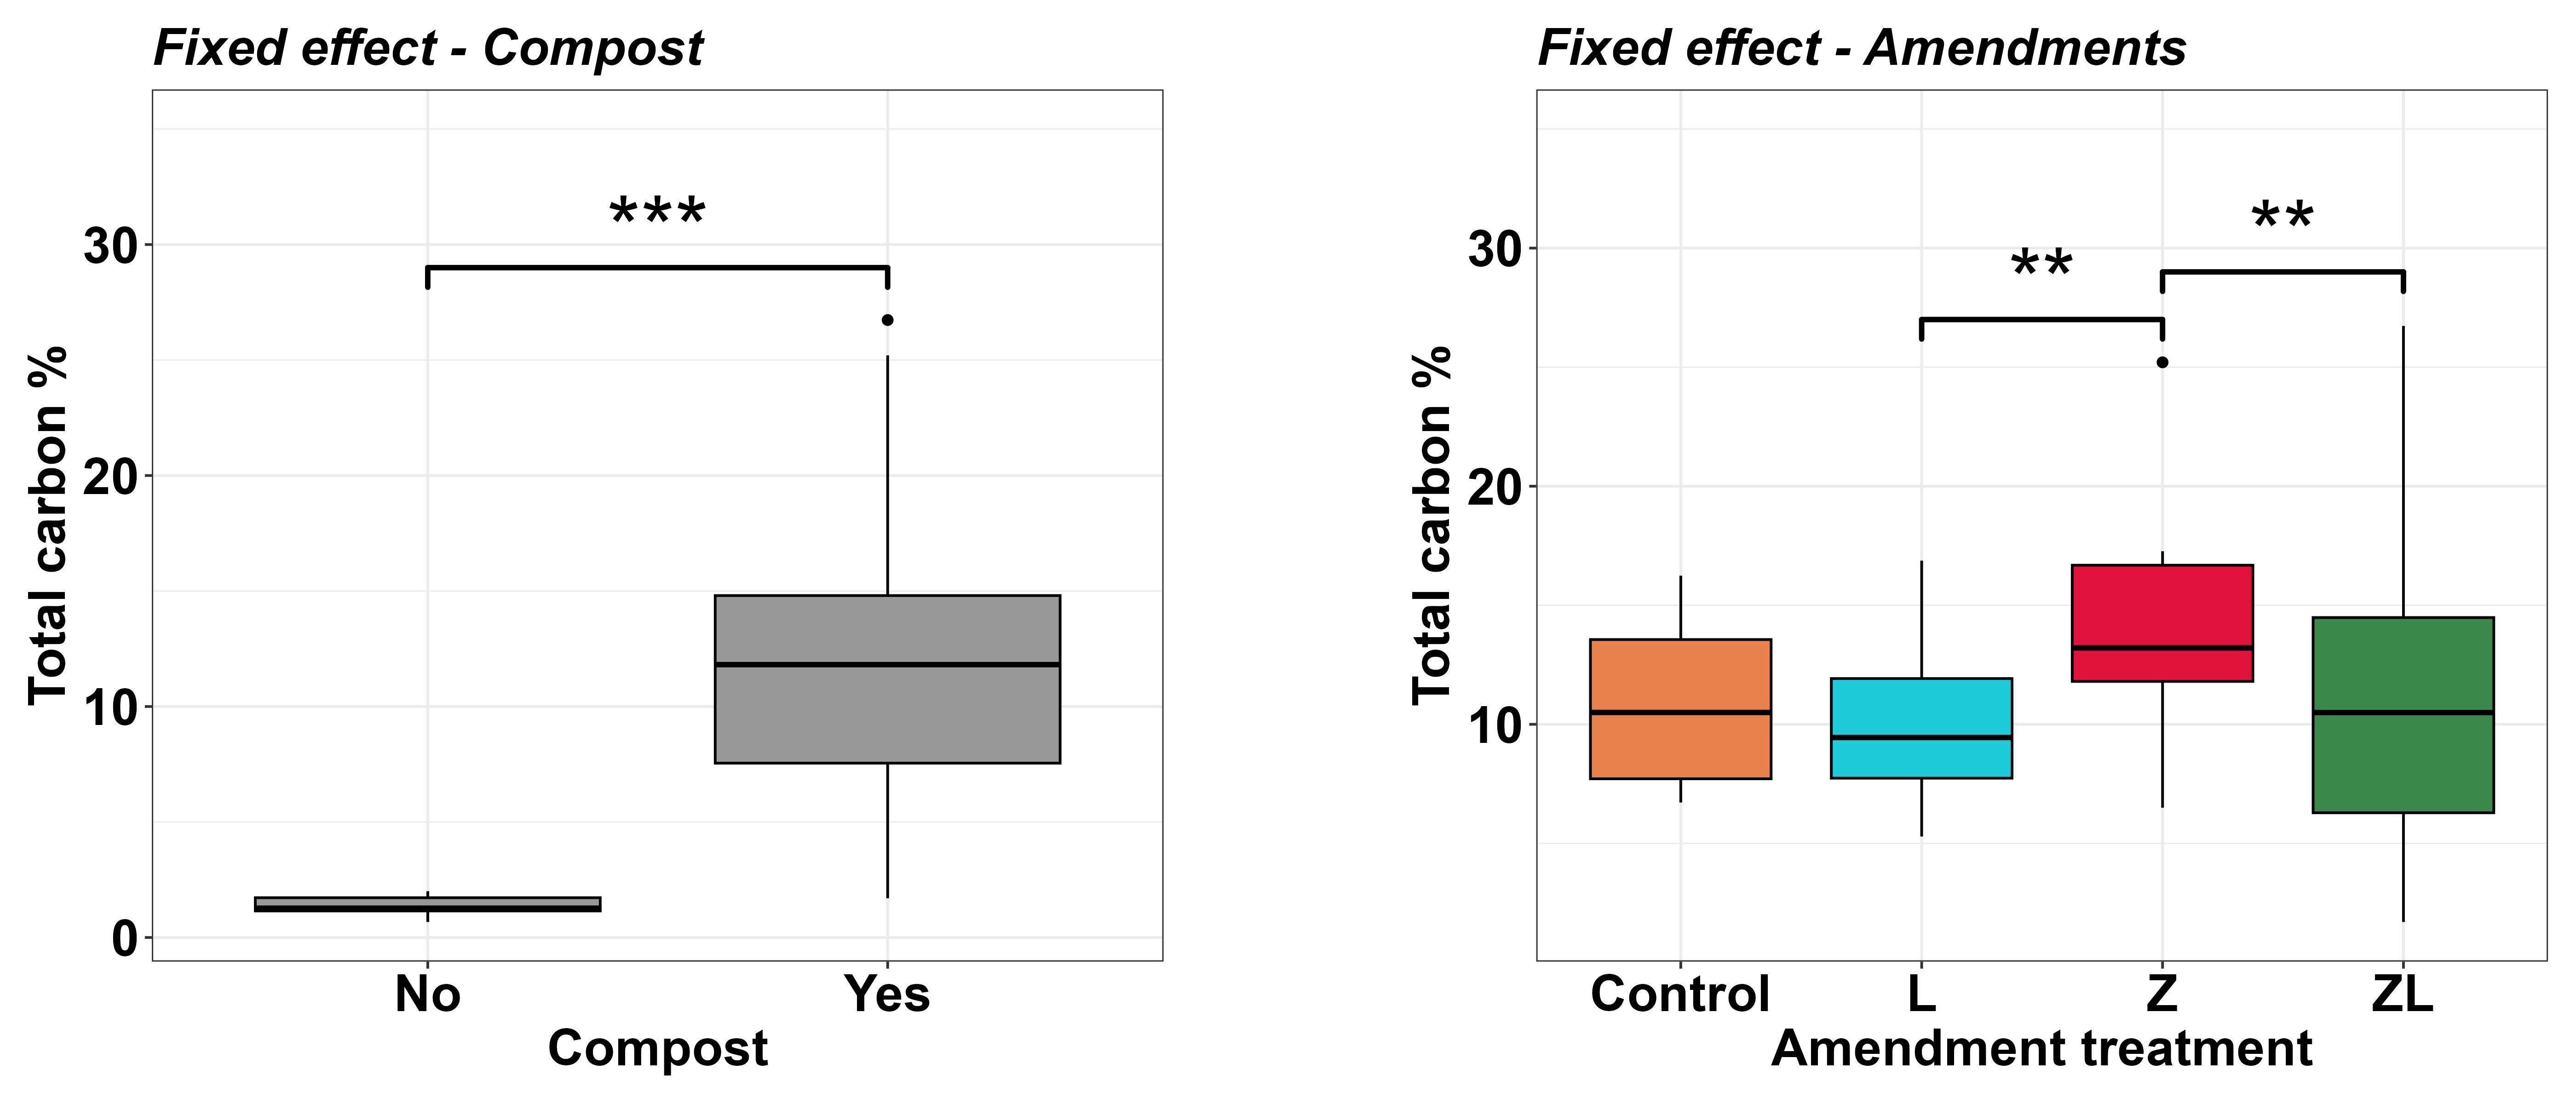 Fixed effect - Compost
Total carbon %
30
20
10
0
***
No
Yes
Compost
Fixed effect - Amendments
Total carbon %
30
20
10
**
**
Control
L
Z
ZL
Amendment treatment